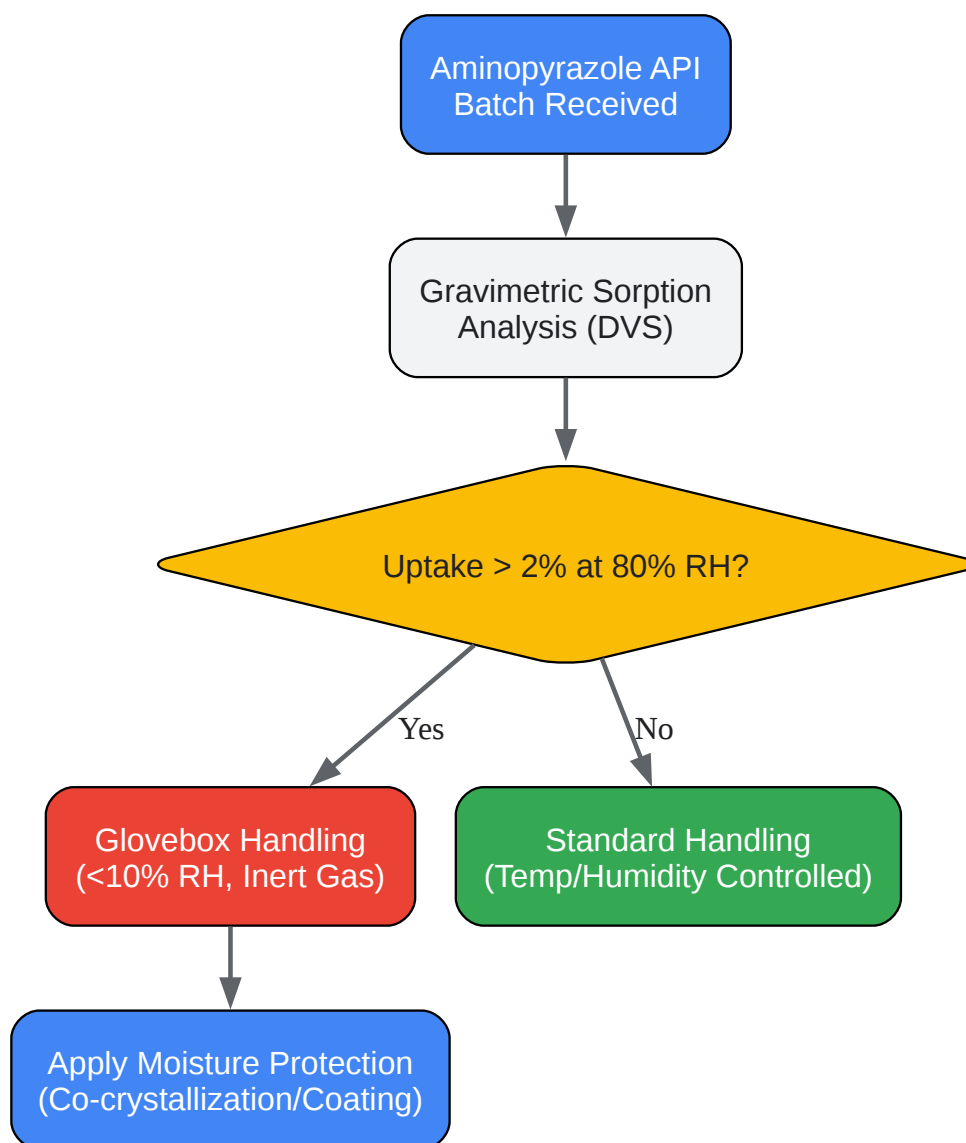 Aminopyrazole API
Batch Received
Gravimetric Sorption
Analysis (DVS)
Uptake > 2% at 80% RH?
Yes
No
Glovebox Handling
(<10% RH, Inert Gas)
Standard Handling
(Temp/Humidity Controlled)
Apply Moisture Protection
(Co-crystallization/Coating)